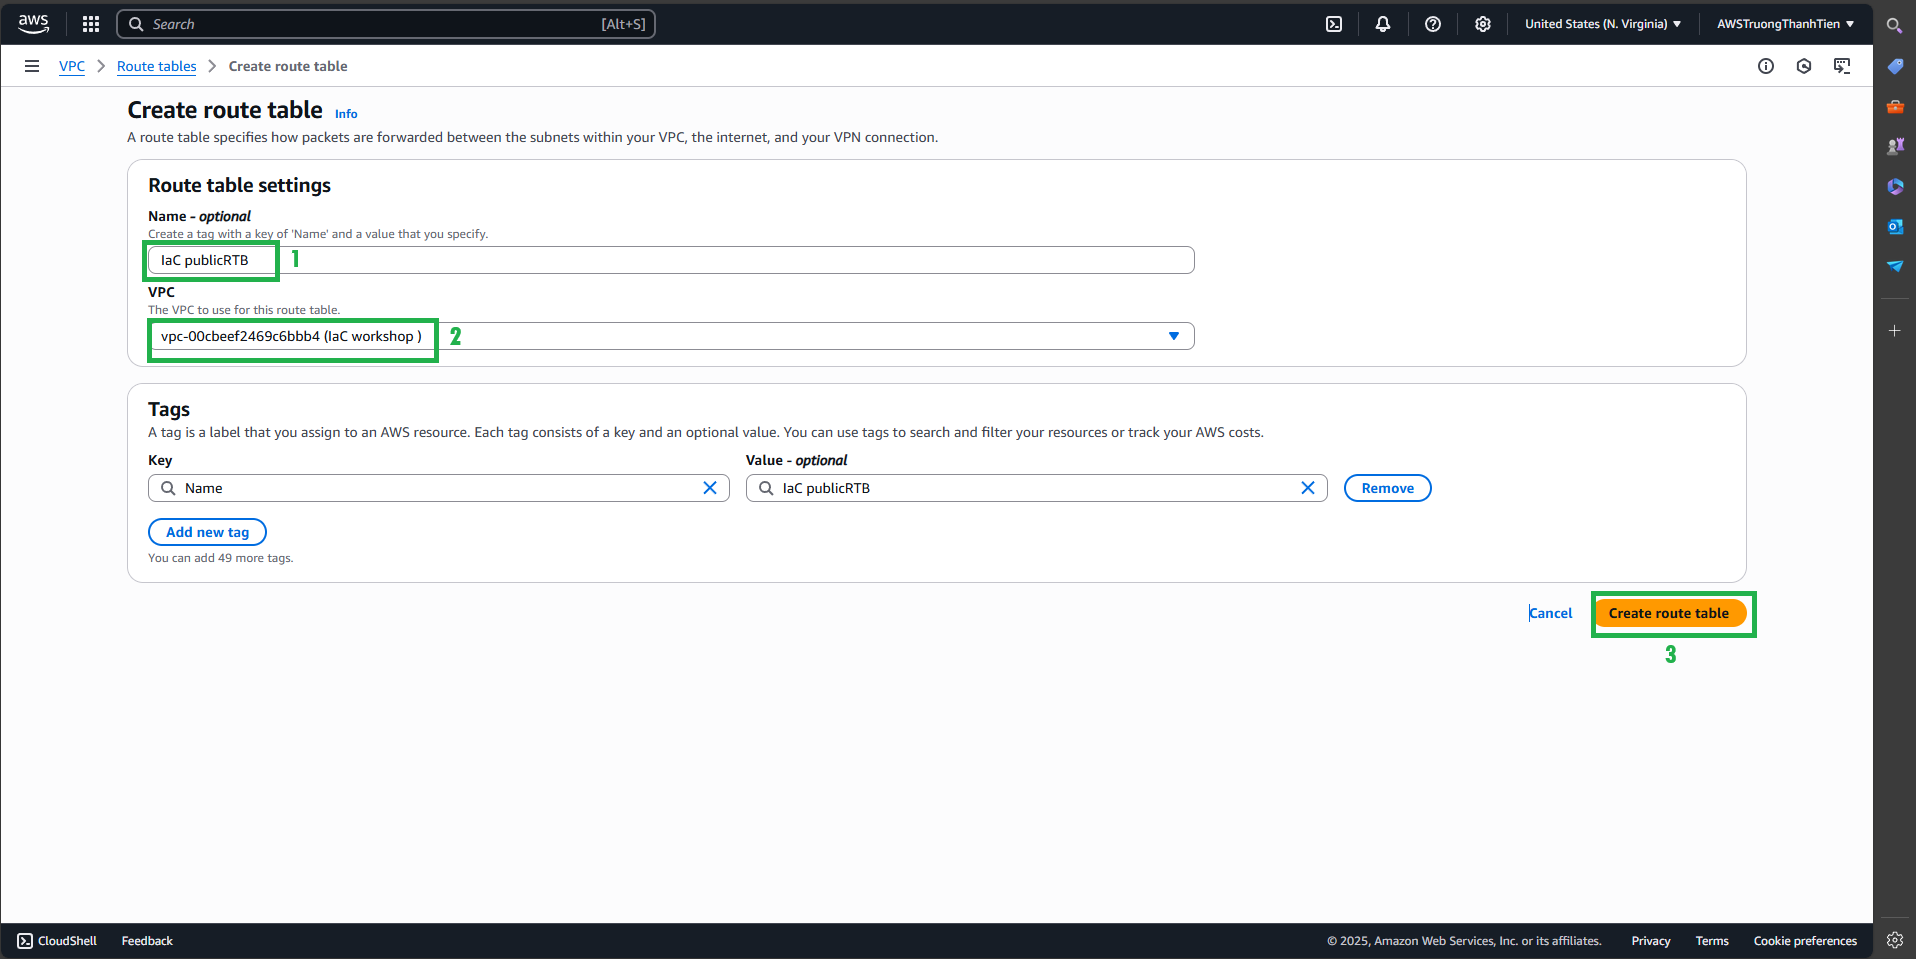 aws
Search [Alt+S] United States (N. Virginia) AWSTruongThanhTien
VPC Route tables Create route table
Create route table Info
A route table specifies how packets are forwarded between the subnets within your VPC, the internet, and your VPN connection.
Route table settings
Name - optional
Create a tag with a key of 'Name' and a value that you specify.
IaC publicRTB 1
VPC
The VPC to use for this route table.
vpc-00cbeef2469c6bbb4 (IaC workshop ) 2
Tags
A tag is a label that you assign to an AWS resource. Each tag consists of a key and an optional value. You can use tags to search and filter your resources or track your AWS costs.
Key Value - optional
Name IaC publicRTB Remove
Add new tag
You can add 49 more tags.
Cancel Create route table
3
CloudShell Feedback © 2025, Amazon Web Services, Inc. or its affiliates. Privacy Terms Cookie preferences